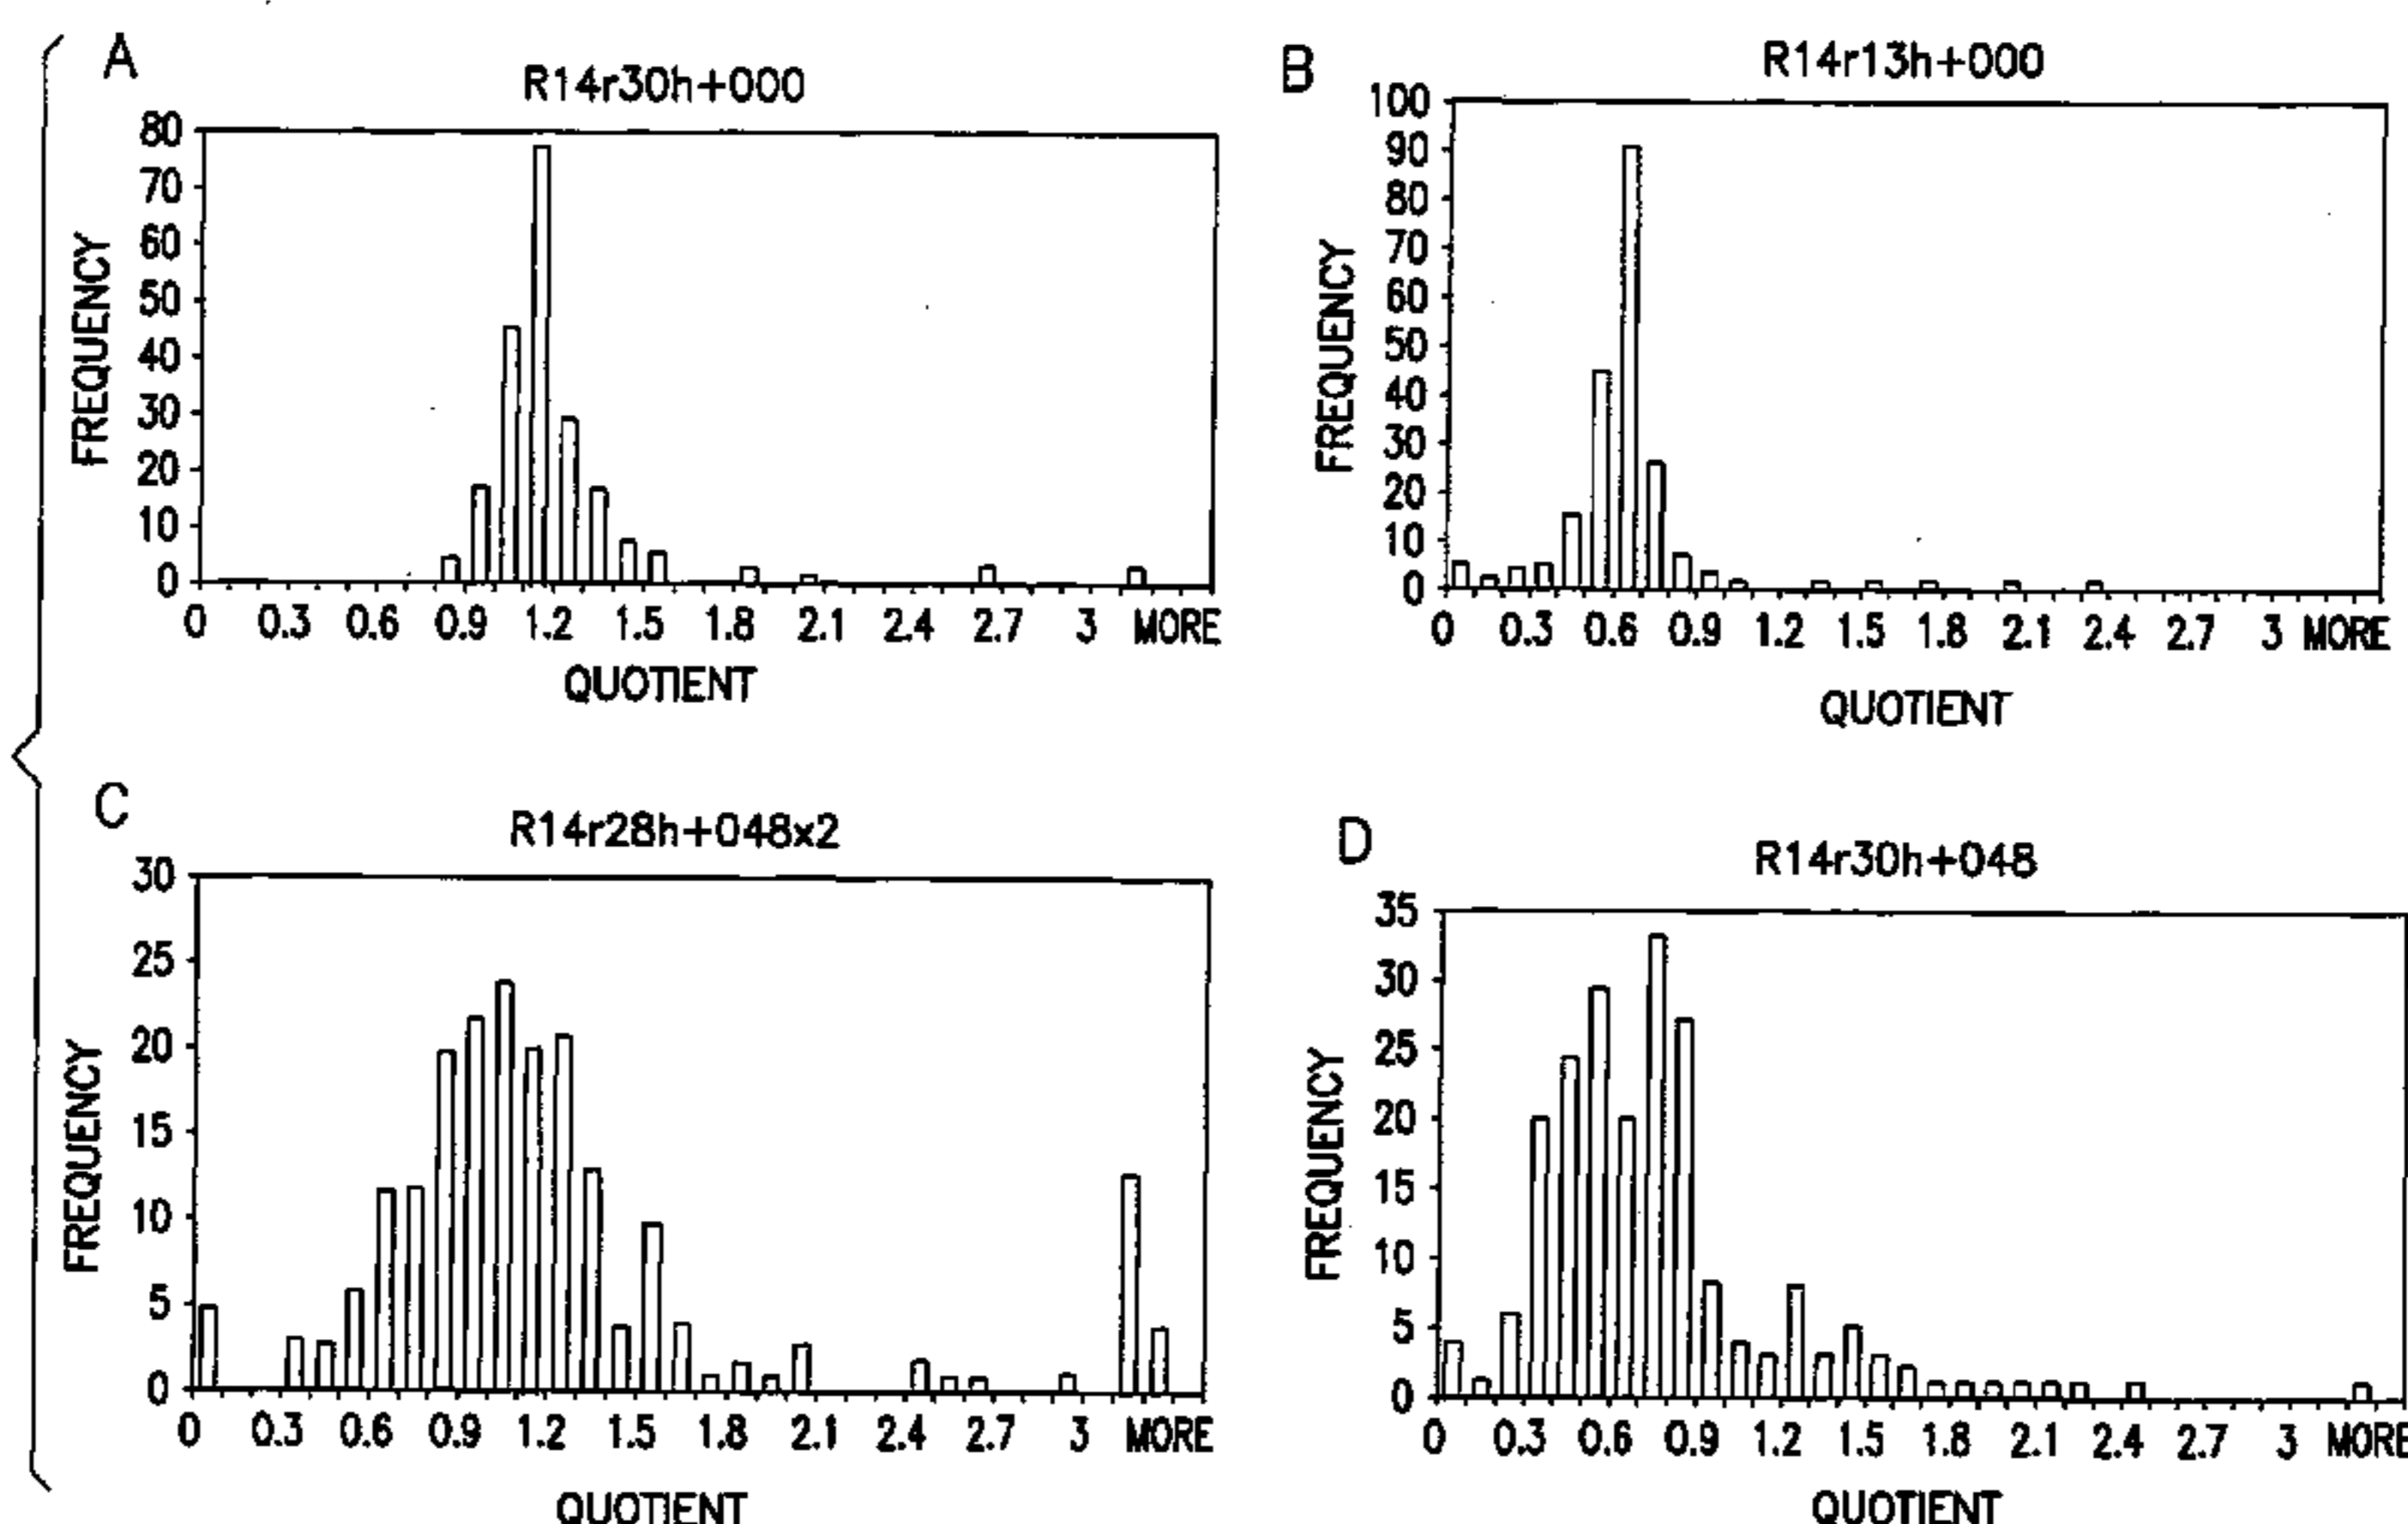 A
R14r30h+000
80
70
60
50
40
30
20
10
0
FREQUENCY
0 0.3 0.6 0.9 1.2 1.5 1.8 2.1 2.4 2.7 3 MORE
QUOTIENT
B
R14r13h+000
100
90
80
70
60
50
40
30
20
10
0
FREQUENCY
0 0.3 0.6 0.9 1.2 1.5 1.8 2.1 2.4 2.7 3 MORE
QUOTIENT
C
R14r28h+048x2
30
25
20
15
10
5
0
FREQUENCY
0 0.3 0.6 0.9 1.2 1.5 1.8 2.1 2.4 2.7 3 MORE
QUOTIENT
D
R14r30h+048
35
30
25
20
15
10
5
0
FREQUENCY
0 0.3 0.6 0.9 1.2 1.5 1.8 2.1 2.4 2.7 3 MORE
QUOTIENT